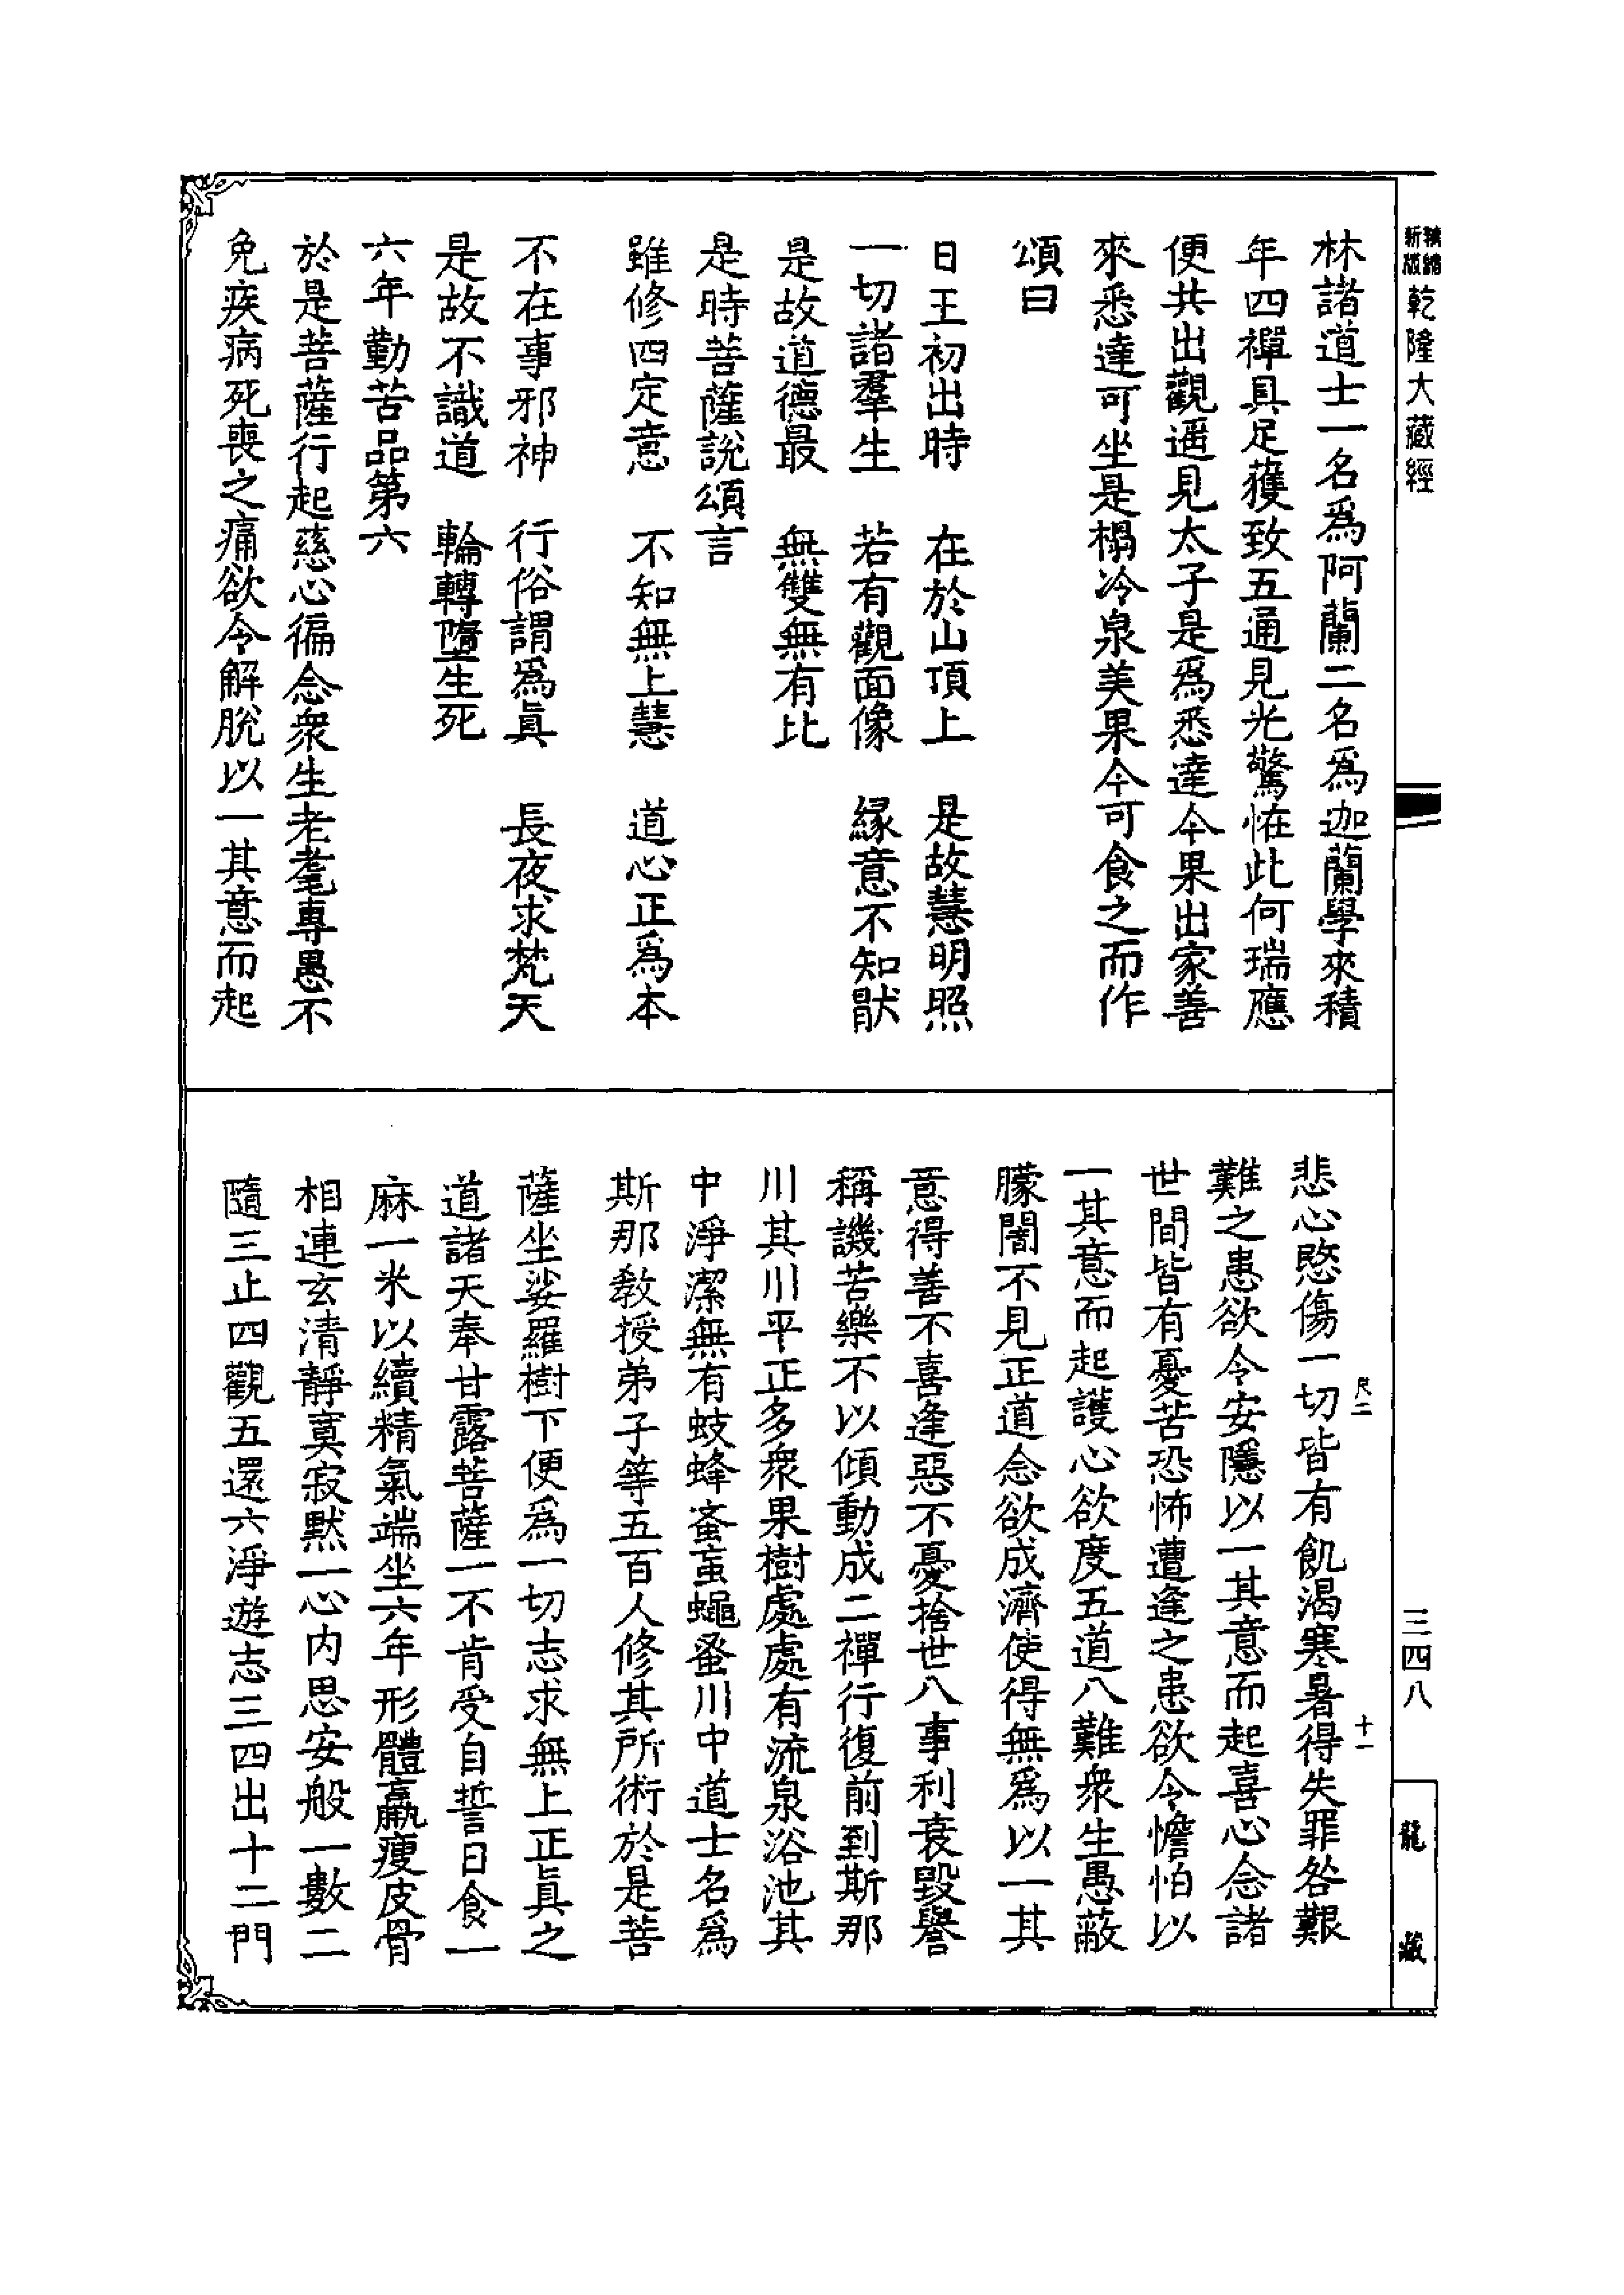 新編縮版乾隆大藏經
林諸道士一名爲阿蘭二名爲迦蘭學來積
年四禪具足獲致五通見光驚怪此何瑞應
便共出觀遥見太子是爲悉達今果出家善
來悉達可坐是榻冷泉美果今可食之而作
頌曰
日王初出時 在於山頂上 是故慧明照
一切諸羣生 若有觀面像 緣意不知猒
是故道德最 無雙無有比
是時菩薩說頌言
雖修四定意 不知無上慧 道心正爲本
不在事邪神 行俗謂爲眞 長夜求梵天
是故不識道 輪轉墮生死
六年勤苦品第六
於是菩薩行起慈心徧念衆生老耄專愚不
免疾病死喪之痛欲令解脫以一其意而起
悲心愍傷一切皆有飢渴寒暑得失罪咎艱
難之患欲令安隱以一其意而起喜心念諸
世間皆有憂苦恐怖遭逢之患欲令憺怕以
一其意而起護心欲度五道八難衆生愚蔽
朦闇不見正道念欲成濟使得無爲以一其
意得善不喜逢惡不憂捨世八事利衰毀譽
稱譏苦樂不以傾動成二禪行復前到斯那
川其川平正多衆果樹處處有流泉浴池其
中淨潔無有蚑蜂蚤蝱蠅蚤川中道士名爲
斯那教授弟子等五百人修其所術於是菩
薩坐娑羅樹下便爲一切志求無上正眞之
道諸天奉甘露菩薩一不肯受自誓日食一
麻一米以續精氣端坐六年形體羸瘦皮骨
相連玄清靜寞寂默一心内思安般一數二
隨三止四觀五還六淨遊志三四出十二門
尺二
十一
三四八
龍藏